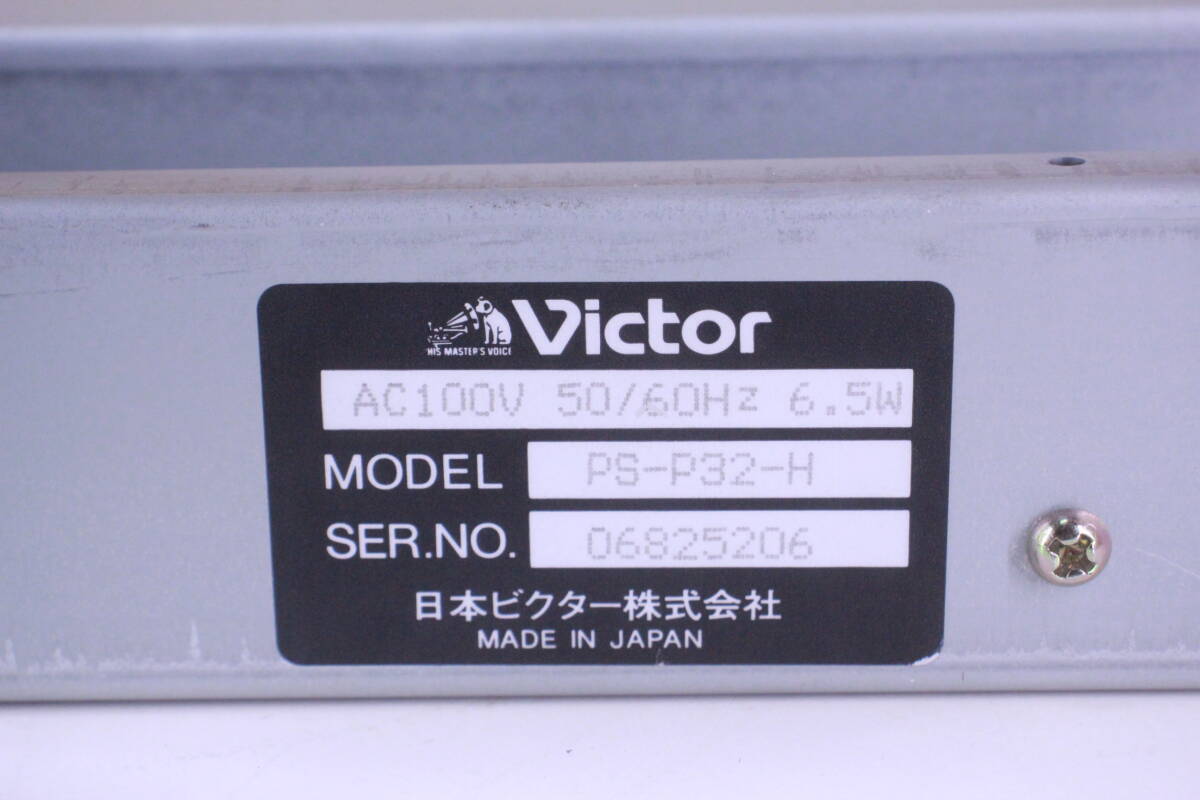 HIS MASTER'S VOICE
Victor
AC100V 50/60Hz 6.5W
MODEL PS-P32-H
SER.NO. 06825206
日本ビクター株式会社
MADE IN JAPAN